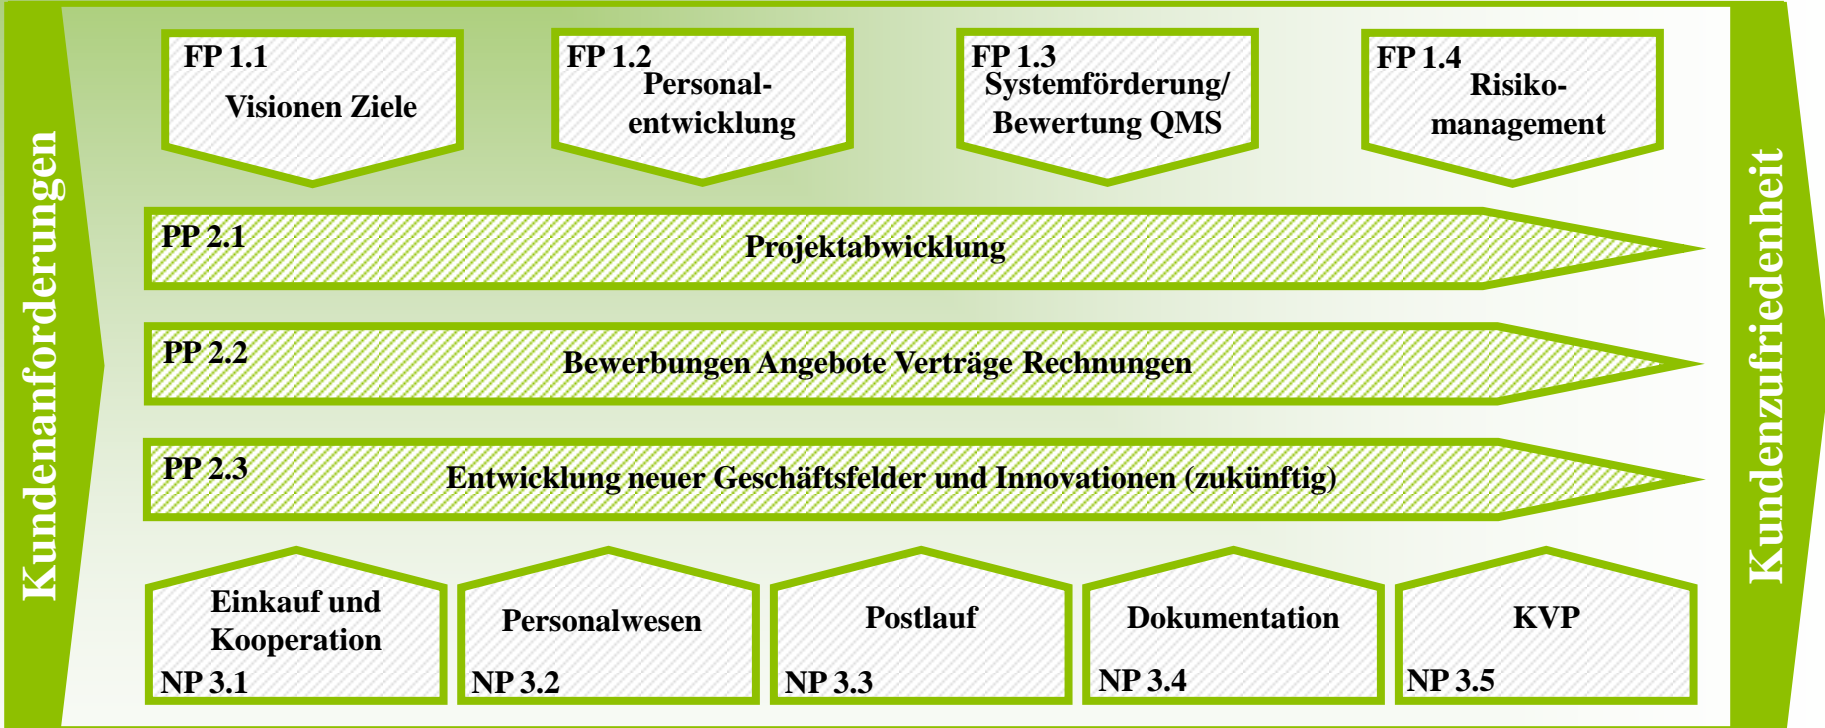 Kundenanforderungen
FP 1.1
Visionen Ziele
FP 1.2
Personal-
entwicklung
FP 1.3
Systemförderung/
Bewertung QMS
FP 1.4
Risiko-
management
PP 2.1
Projektabwicklung
PP 2.2
Bewerbungen Angebote Verträge Rechnungen
PP 2.3
Entwicklung neuer Geschäftsfelder und Innovationen (zukünftig)
Einkauf und
Kooperation
NP 3.1
Personalwesen
NP 3.2
Postlauf
NP 3.3
Dokumentation
NP 3.4
KVP
NP 3.5
Kundenzufriedenheit